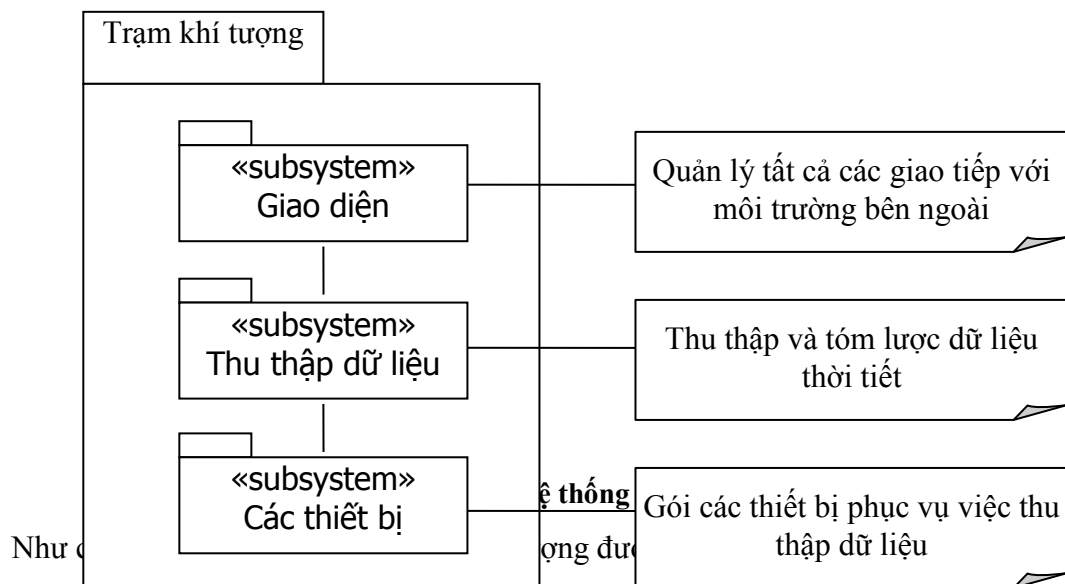 Trạm khí tượng
«subsystem»
Giao diện
Quản lý tất cả các giao tiếp với
môi trường bên ngoài
«subsystem»
Thu thập dữ liệu
Thu thập và tóm lược dữ liệu
thời tiết
«subsystem»
Các thiết bị
Gói các thiết bị phục vụ việc thu
thập dữ liệu
thống
Như